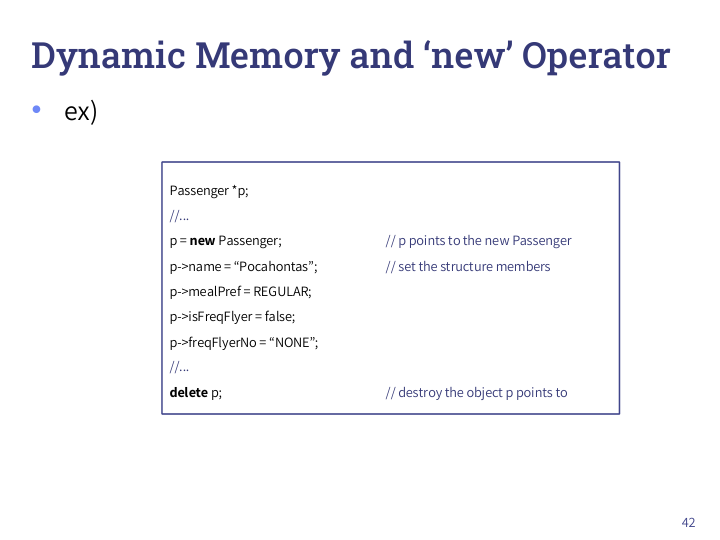 Dynamic Memory and ‘new’ Operator
• ex)
Passenger *p;
//...
p = new Passenger; // p points to the new Passenger
p->name = “Pocahontas”; // set the structure members
p->mealPref = REGULAR;
p->isFreqFlyer = false;
p->freqFlyerNo = “NONE”;
//...
delete p; // destroy the object p points to
42